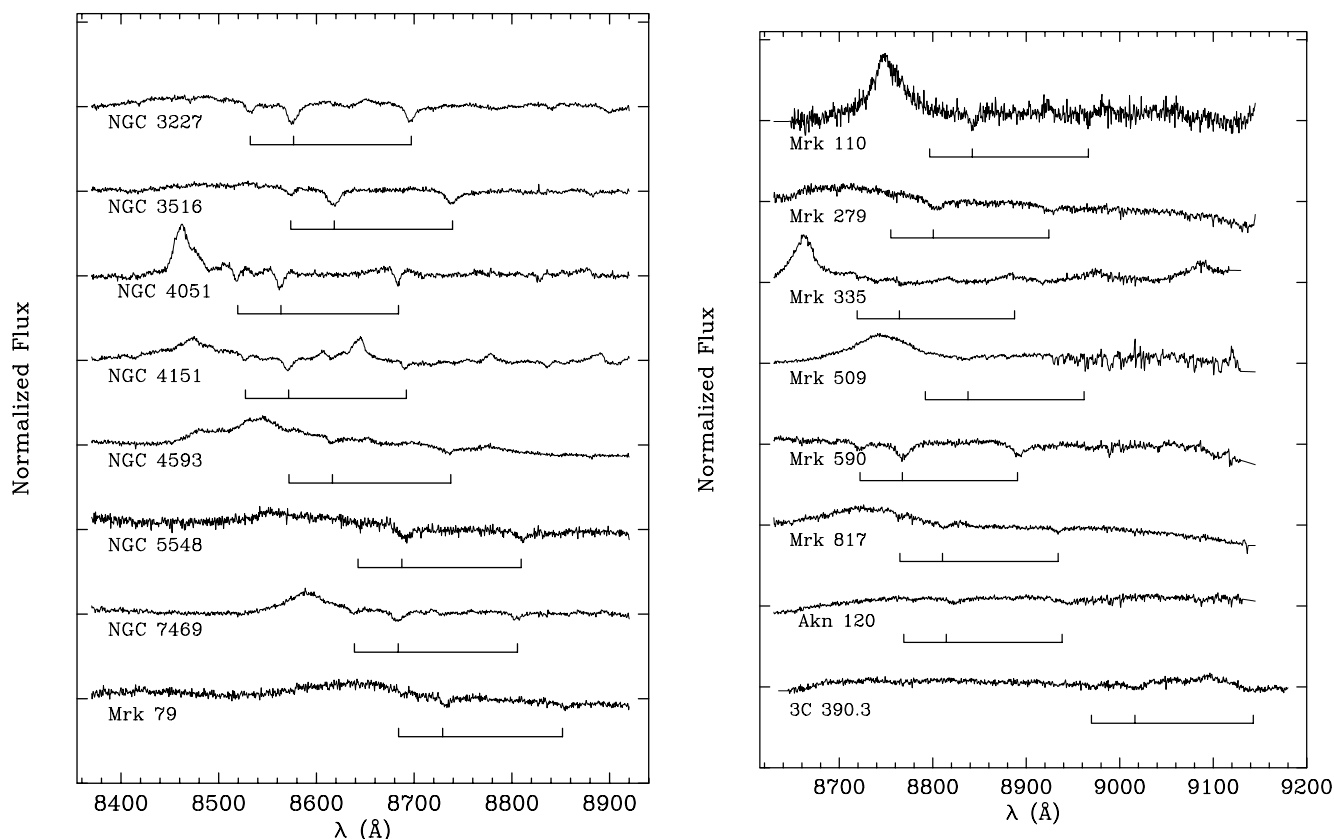 Normalized Flux
NGC 3227
NGC 3516
NGC 4051
NGC 4151
NGC 4593
NGC 5548
NGC 7469
Mrk 79
8400 8500 8600 8700 8800 8900
λ (Å)
Normalized Flux
Mrk 110
Mrk 279
Mrk 335
Mrk 509
Mrk 590
Mrk 817
Akn 120
3C 390.3
8700 8800 8900 9000 9100 9200
λ (Å)